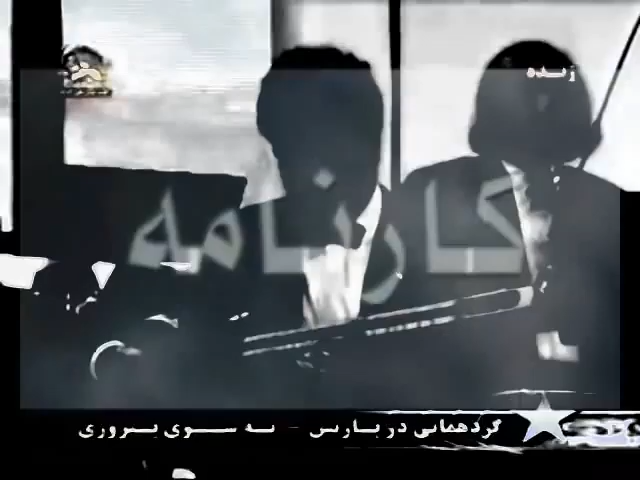 زنده
کارنامه
گردهمایی در پاریس - به سوی پیروزی